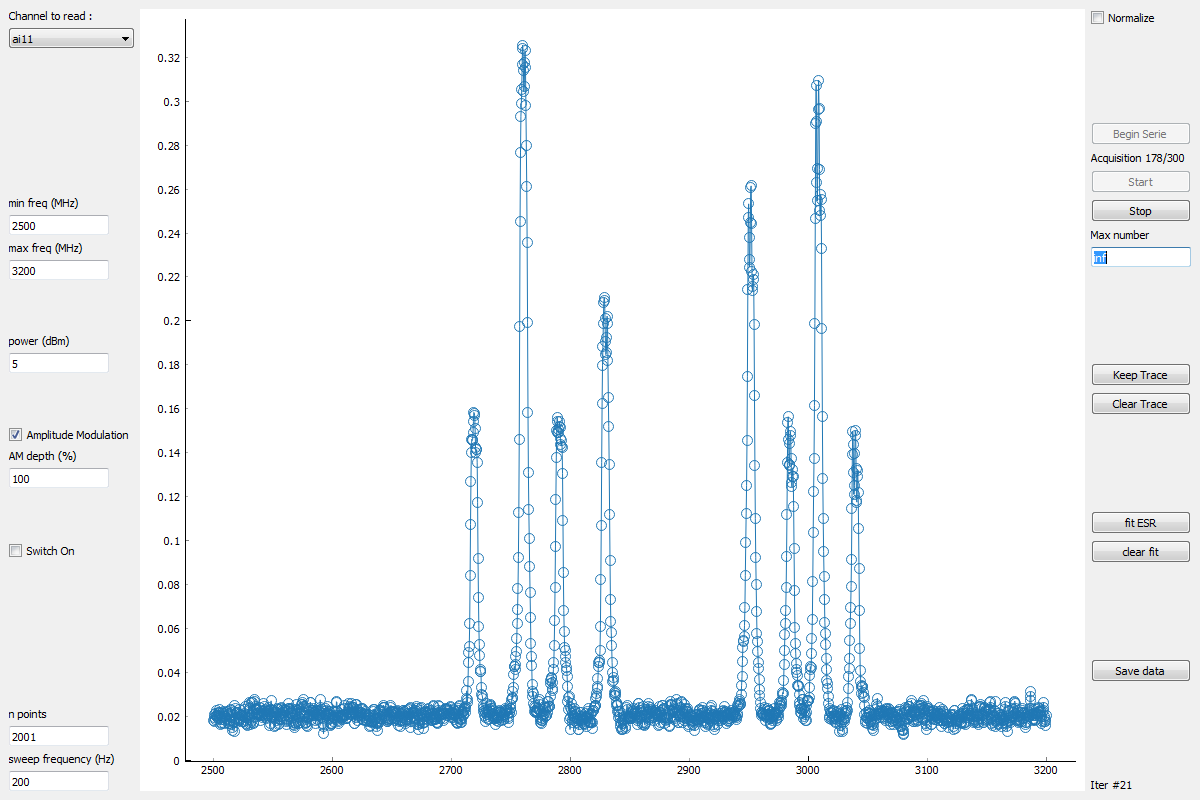 Channel to read :
ai11
min freq (MHz)
2500
max freq (MHz)
3200
power (dBm)
5
Amplitude Modulation
AM depth (%)
100
Switch On
n points
2001
sweep frequency (Hz)
200
0.32
0.3
0.28
0.26
0.24
0.22
0.2
0.18
0.16
0.14
0.12
0.1
0.08
0.06
0.04
0.02
0
2500 2600 2700 2800 2900 3000 3100 3200
Normalize
Begin Serie
Acquisition 178/300
Start
Stop
Max number
inf
Keep Trace
Clear Trace
fit ESR
clear fit
Save data
Iter #21